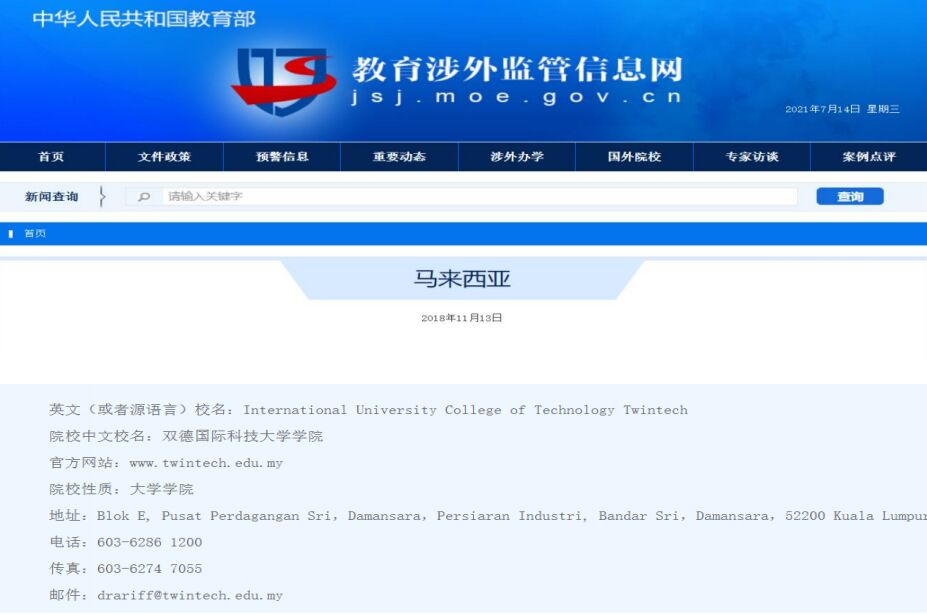 中华人民共和国教育部
教育涉外监管信息网
jsj.moe.gov.cn
2021年7月14日 星期三
首页 文件政策 预警信息 重要动态 涉外办学 国外院校 专家访谈 案例点评
新闻查询 请输入关键字 查询
首页
马来西亚
2018年11月13日
英文（或者源语言）校名：International University College of Technology Twintech
院校中文校名：双德国际科技大学学院
官方网站：www.twintech.edu.my
院校性质：大学学院
地址：Blok E, Pusat Perdagangan Sri，Damansara，Persiaran Industri, Bandar Sri，Damansara，52200 Kuala Lumpur
电话：603-6286 1200
传真：603-6274 7055
邮件：drariff@twintech.edu.my